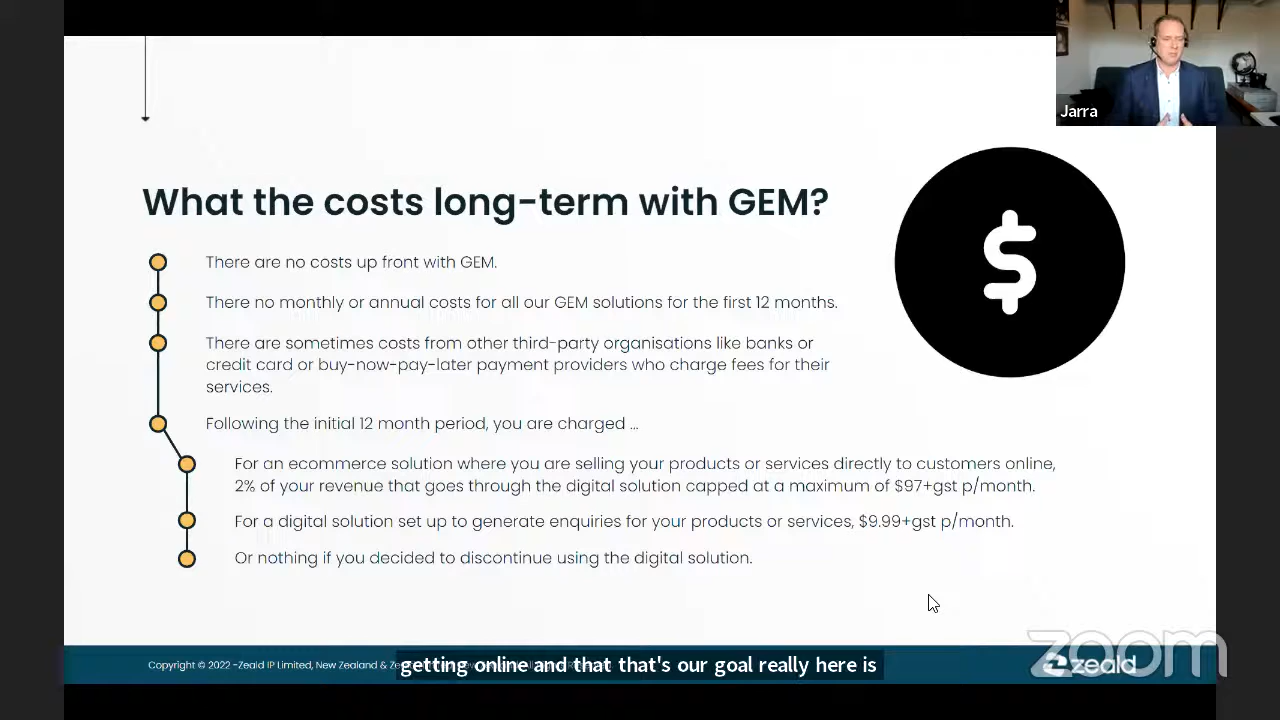 Jarra
What the costs long-term with GEM?
There are no costs up front with GEM.
There no monthly or annual costs for all our GEM solutions for the first 12 months.
There are sometimes costs from other third-party organisations like banks or
credit card or buy-now-pay-later payment providers who charge fees for their
services.
Following the initial 12 month period, you are charged ...
For an ecommerce solution where you are selling your products or services directly to customers online,
2% of your revenue that goes through the digital solution capped at a maximum of $97+gst p/month.
For a digital solution set up to generate enquiries for your products or services, $9.99+gst p/month.
Or nothing if you decided to discontinue using the digital solution.
Copyright © 2022 -Zeald IP Limited, New Zealand &
getting online and that that's our goal really here is
zeald
zoom